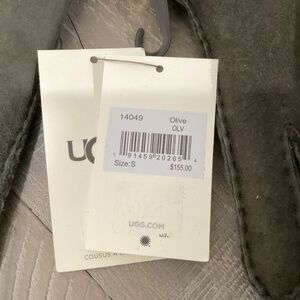 UG
14049 Olive
OLV
91459 20265
Size:S $155.00
UGG.COM
COUSUS A